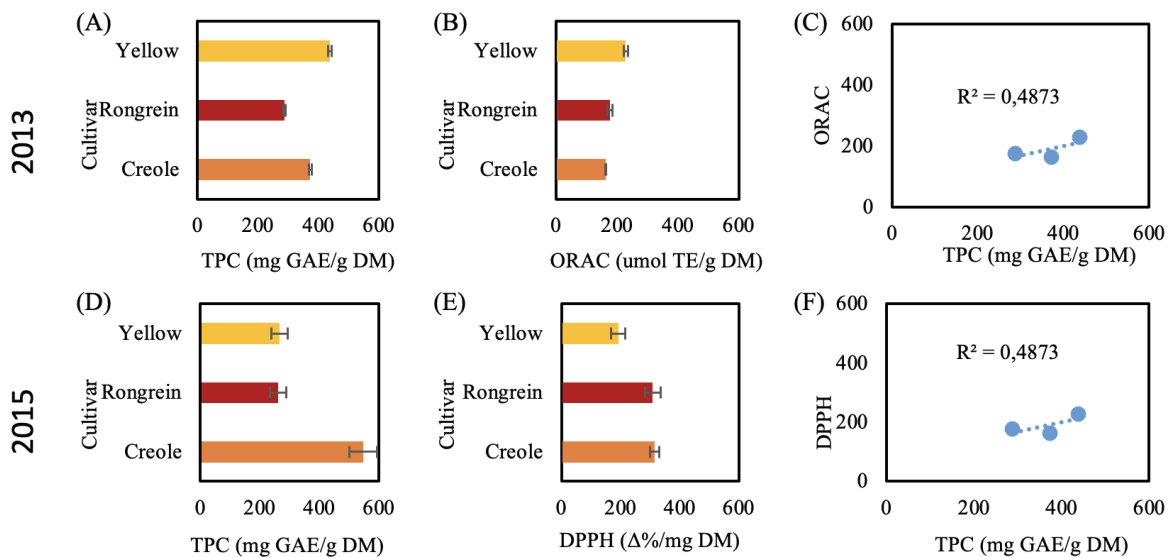 2013
(A)
Cultivar
Yellow
Rongrein
Creole
0 200 400 600
TPC (mg GAE/g DM)
(B)
Cultivar
Yellow
Rongrein
Creole
0 200 400 600
ORAC (umol TE/g DM)
(C)
ORAC
600
400
200
0
R² = 0,4873
0 200 400 600
TPC (mg GAE/g DM)
2015
(D)
Cultivar
Yellow
Rongrein
Creole
0 200 400 600
TPC (mg GAE/g DM)
(E)
Cultivar
Yellow
Rongrein
Creole
0 200 400 600
DPPH (Δ%/mg DM)
(F)
DPPH
600
400
200
0
R² = 0,4873
0 200 400 600
TPC (mg GAE/g DM)